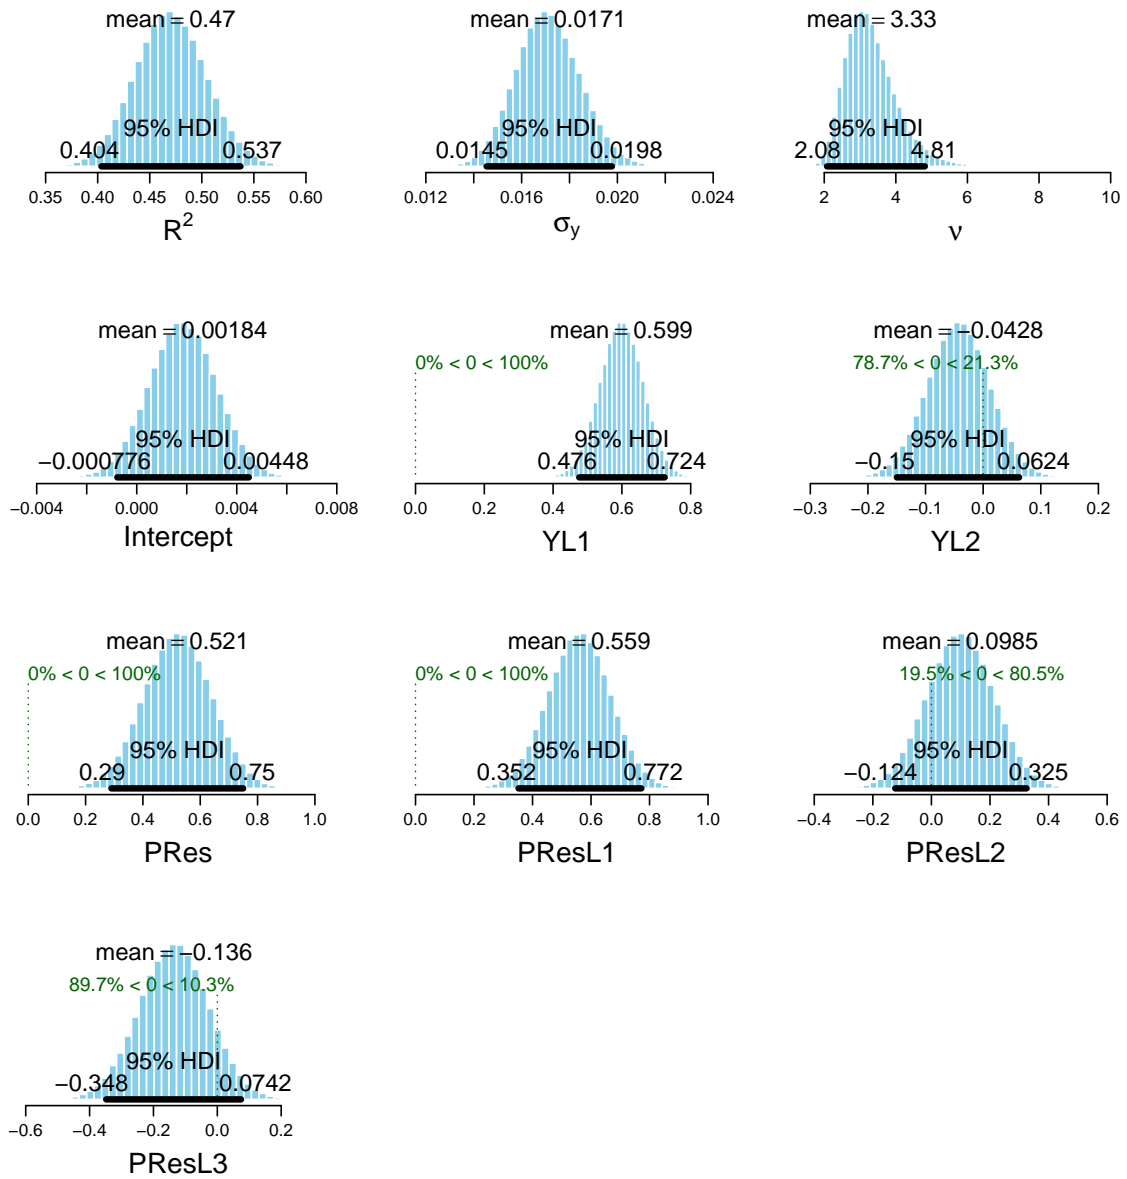 mean = 0.47
95% HDI
0.404 0.537
0.35 0.40 0.45 0.50 0.55 0.60
R²
mean = 0.0171
95% HDI
0.0145 0.0198
0.012 0.016 0.020 0.024
σy
mean = 3.33
95% HDI
2.08 4.81
2 4 6 8 10
ν
mean = 0.00184
95% HDI
−0.000776 0.00448
−0.004 0.000 0.004 0.008
Intercept
mean = 0.599
0% < 0 < 100%
95% HDI
0.476 0.724
0.0 0.2 0.4 0.6 0.8
YL1
mean = −0.0428
78.7% < 0 < 21.3%
95% HDI
−0.15 0.0624
−0.3 −0.2 −0.1 0.0 0.1 0.2
YL2
mean = 0.521
0% < 0 < 100%
95% HDI
0.29 0.75
0.0 0.2 0.4 0.6 0.8 1.0
PRes
mean = 0.559
0% < 0 < 100%
95% HDI
0.352 0.772
0.0 0.2 0.4 0.6 0.8 1.0
PResL1
mean = 0.0985
19.5% < 0 < 80.5%
95% HDI
−0.124 0.325
−0.4 −0.2 0.0 0.2 0.4 0.6
PResL2
mean = −0.136
89.7% < 0 < 10.3%
95% HDI
−0.348 0.0742
−0.6 −0.4 −0.2 0.0 0.2
PResL3